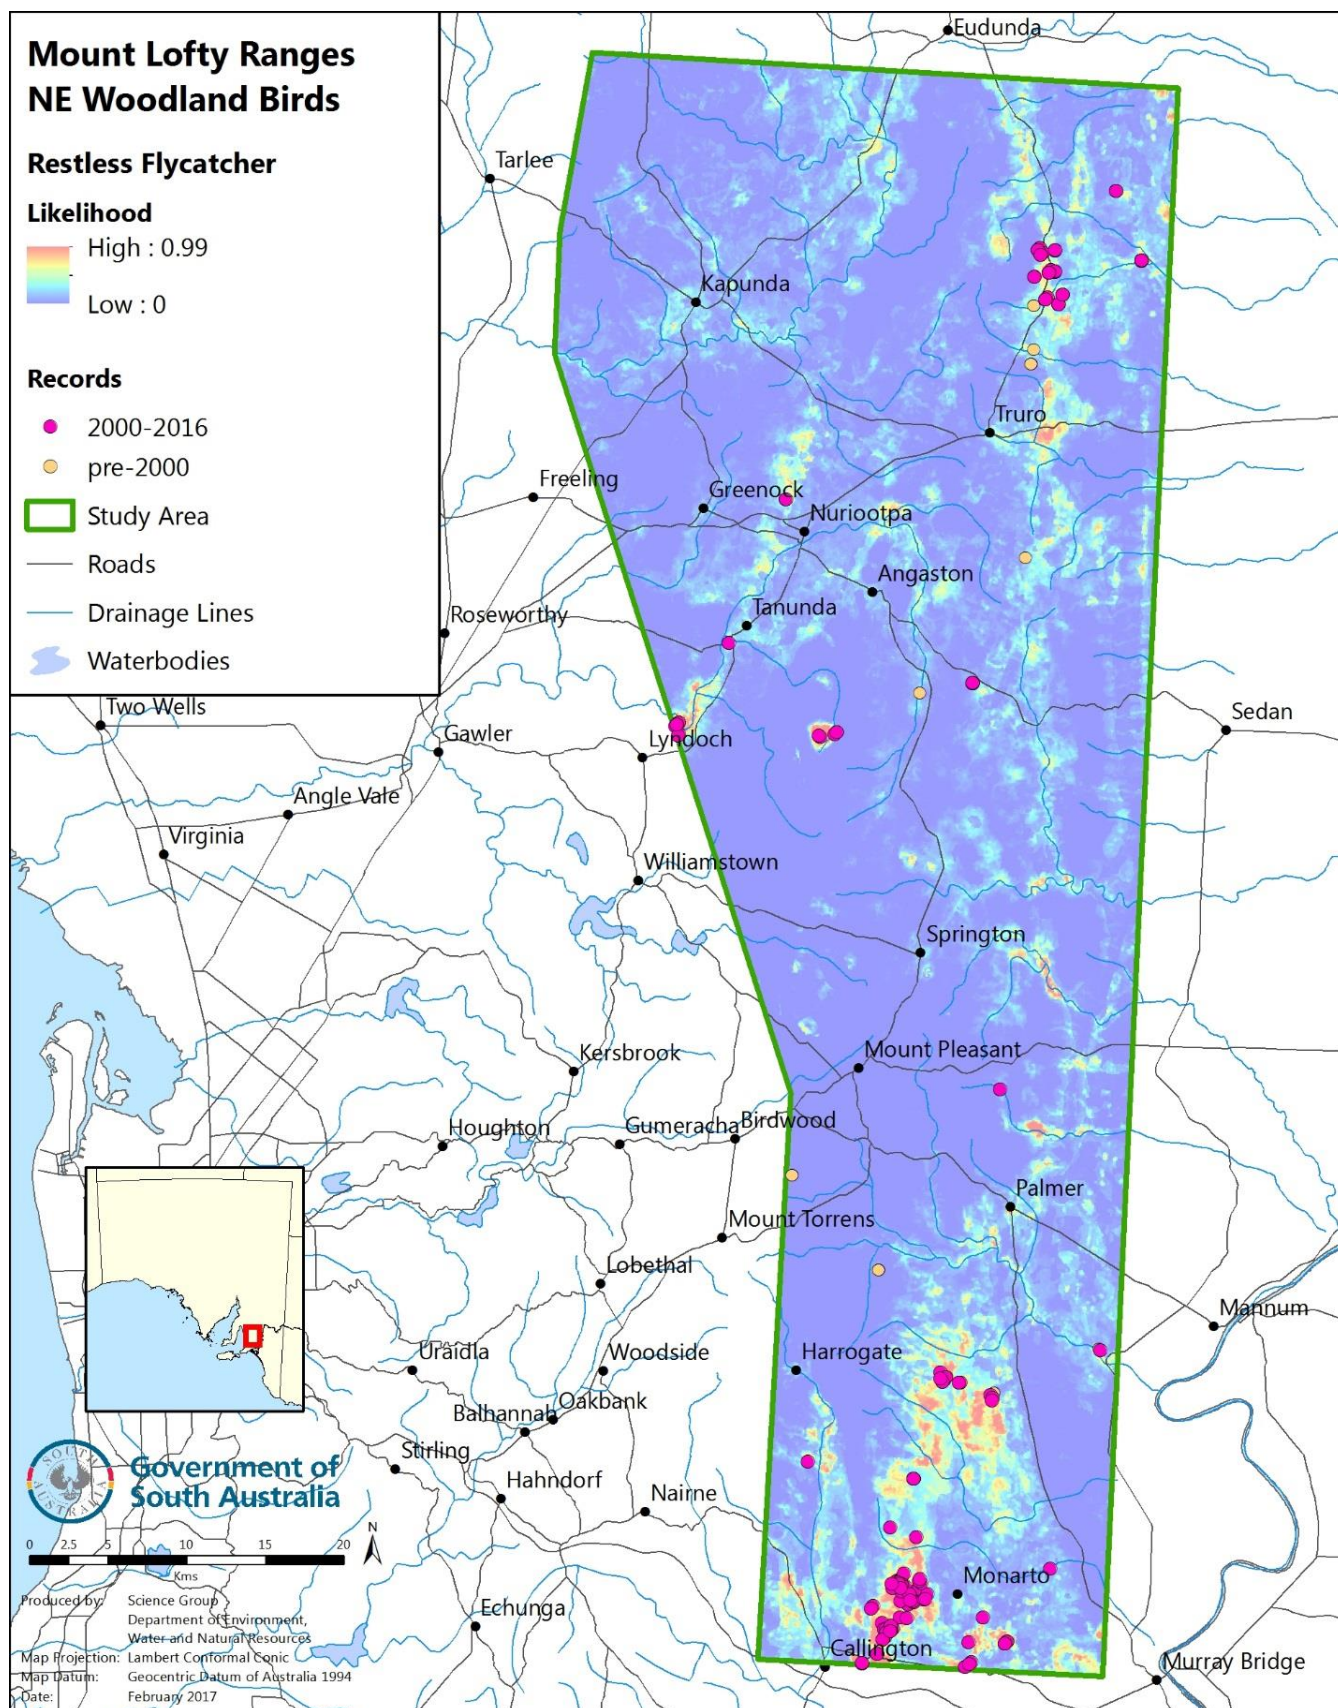 Mount Lofty Ranges
NE Woodland Birds
Restless Flycatcher
Likelihood
High : 0.99
Low : 0
Records
2000-2016
pre-2000
Study Area
Roads
Drainage Lines
Waterbodies
Eudunda
Tarlee
Kapunda
Truro
Freeling
Greenock
Nuriootpa
Angaston
Roseworthy
Tanunda
Two Wells
Sedan
Gawler
Lyndoch
Angle Vale
Virginia
Williamstown
Springton
Kersbrook
Mount Pleasant
Houghton
Gumeracha
Birdwood
Palmer
Mount Torrens
Lobethal
Mannum
Uraidla
Woodside
Harrogate
Balhannah
Oakbank
Stirling
Hahndorf
Nairne
Monarto
Echunga
Callington
Murray Bridge
SOUTH
AUSTRALIA
Government of
South Australia
0 2.5 5 10 15 20
Kms
N
Produced by: Science Group
Department of Environment,
Water and Natural Resources
Map Projection: Lambert Conformal Conic
Map Datum: Geocentric Datum of Australia 1994
Date: February 2017